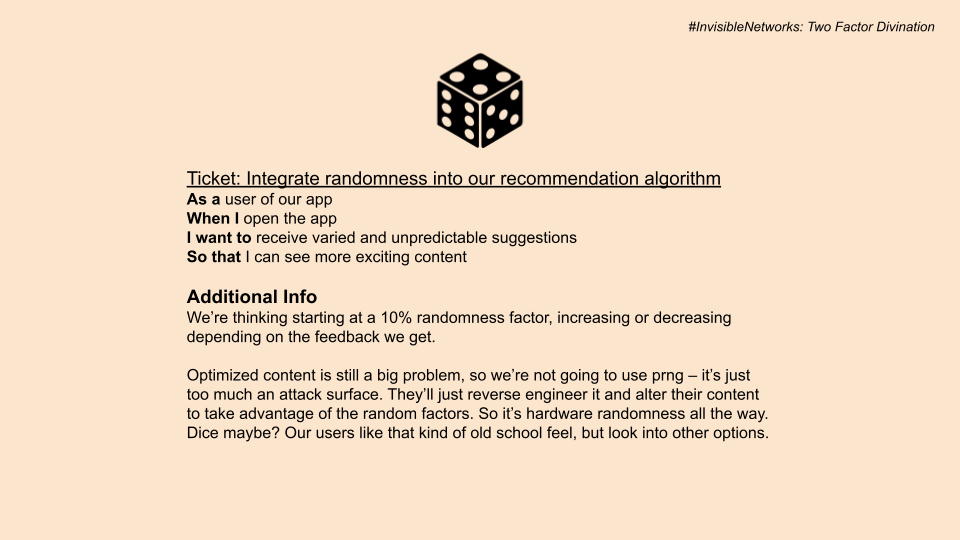 #InvisibleNetworks: Two Factor Divination
Ticket: Integrate randomness into our recommendation algorithm
As a user of our app
When I open the app
I want to receive varied and unpredictable suggestions
So that I can see more exciting content
Additional Info
We’re thinking starting at a 10% randomness factor, increasing or decreasing
depending on the feedback we get.
Optimized content is still a big problem, so we’re not going to use prng – it’s just
too much an attack surface. They’ll just reverse engineer it and alter their content
to take advantage of the random factors. So it’s hardware randomness all the way.
Dice maybe? Our users like that kind of old school feel, but look into other options.